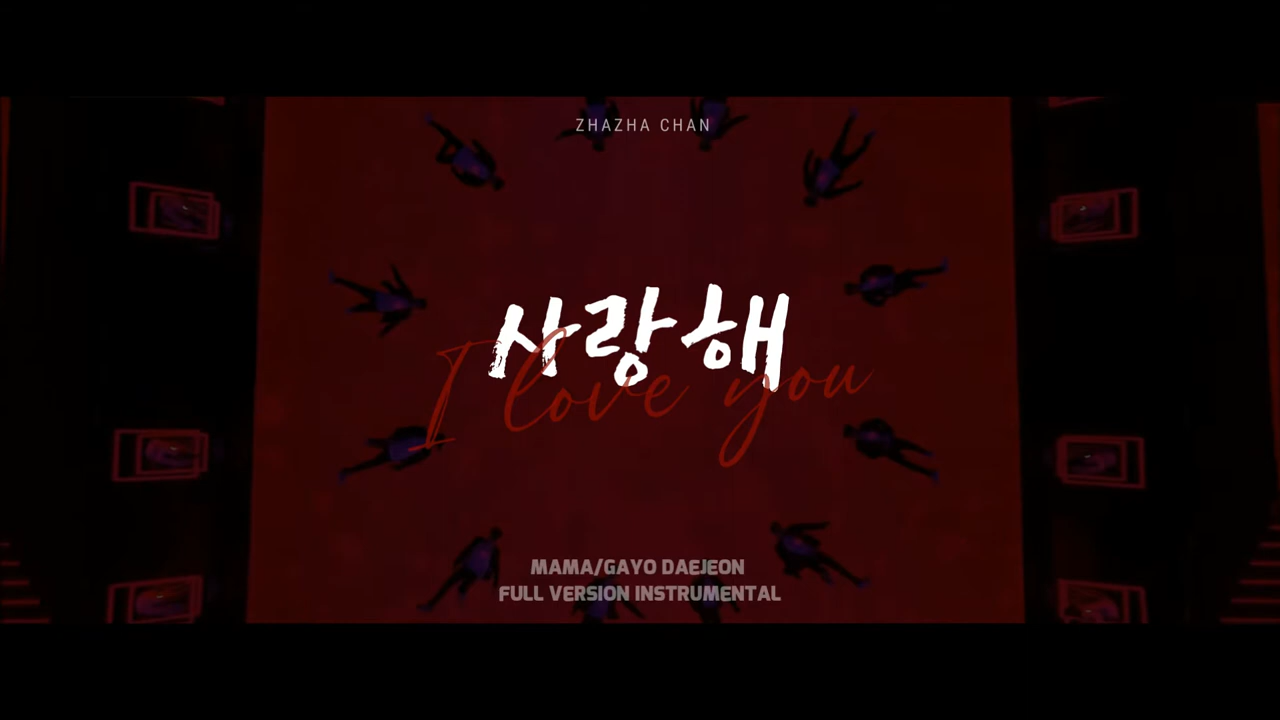 ZHAZHA CHAN
사랑해
I love you
MAMA/GAYO DAEJEON
FULL VERSION INSTRUMENTAL